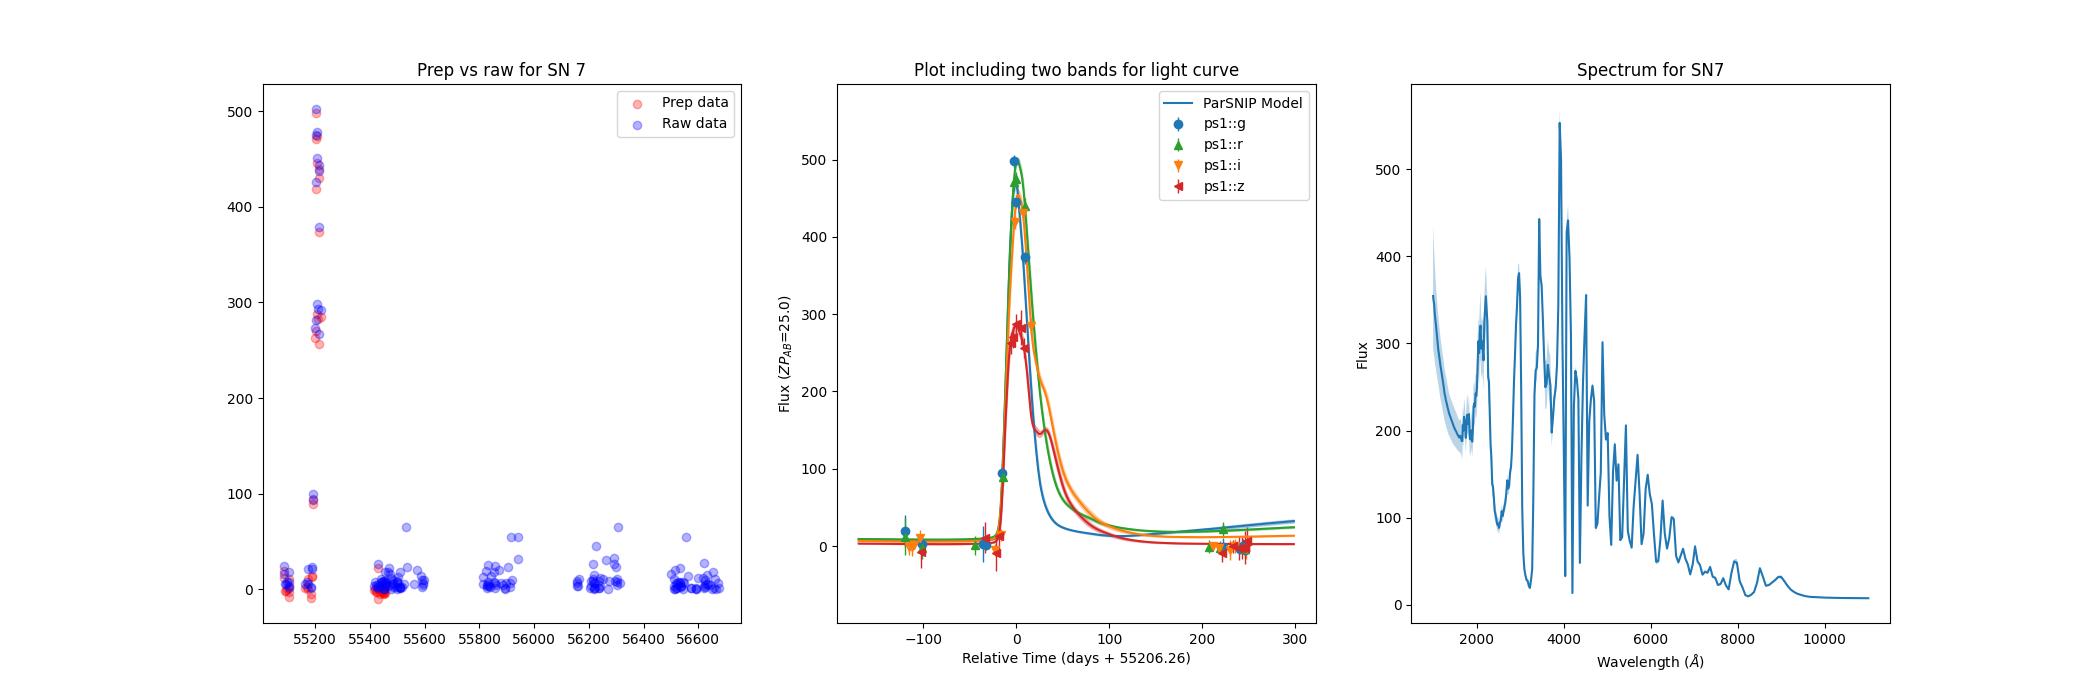 Prep vs raw for SN 7
Prep data
Raw data
500
400
300
200
100
0
55200 55400 55600 55800 56000 56200 56400 56600
Plot including two bands for light curve
ParSNIP Model
ps1::g
ps1::r
ps1::i
ps1::z
Flux (ZP_AB=25.0)
500
400
300
200
100
0
−100 0 100 200 300
Relative Time (days + 55206.26)
Spectrum for SN7
Flux
500
400
300
200
100
0
2000 4000 6000 8000 10000
Wavelength (Å)